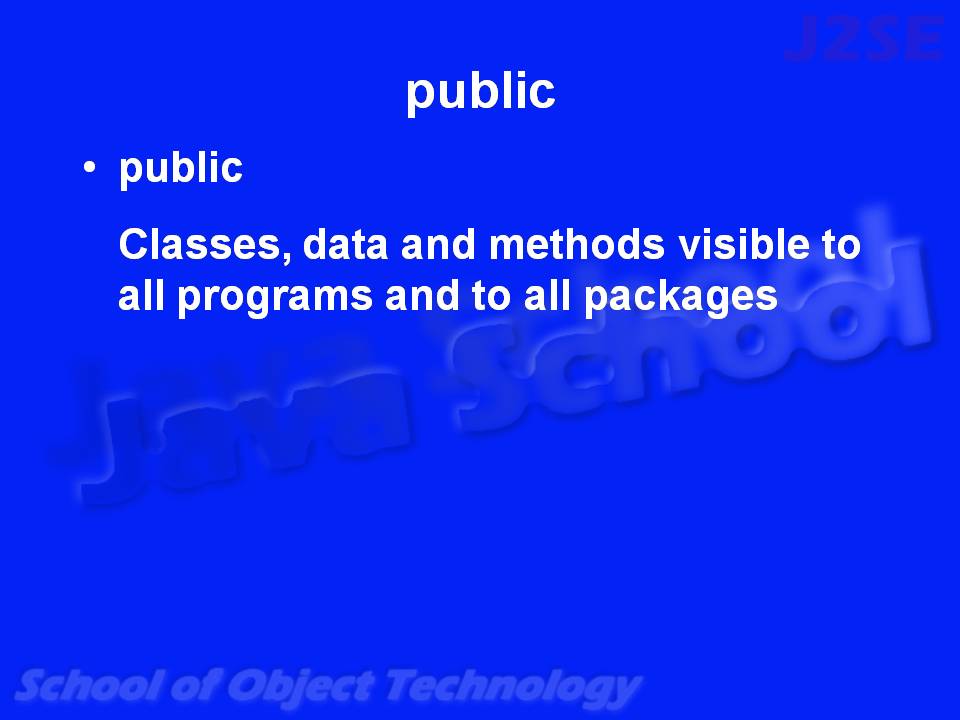 J2SE
public
• public
Classes, data and methods visible to
all programs and to all packages
Java School
School of Object Technology